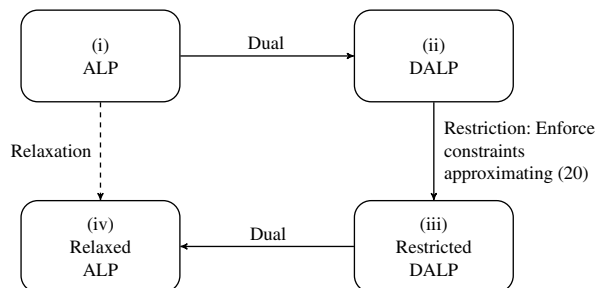 (i)
ALP
Dual
(ii)
DALP
Relaxation
Restriction: Enforce
constraints
approximating (20)
(iv)
Relaxed
ALP
Dual
(iii)
Restricted
DALP